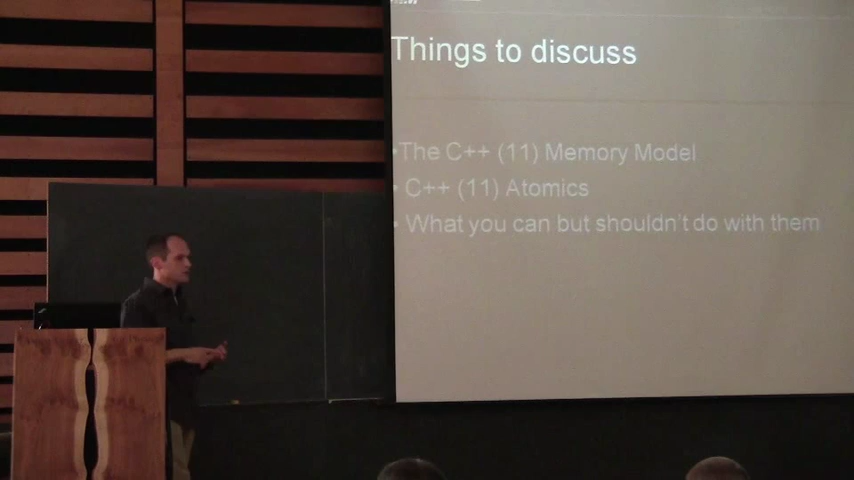 Things to discuss
•The C++ (11) Memory Model
• C++ (11) Atomics
• What you can but shouldn't do with them